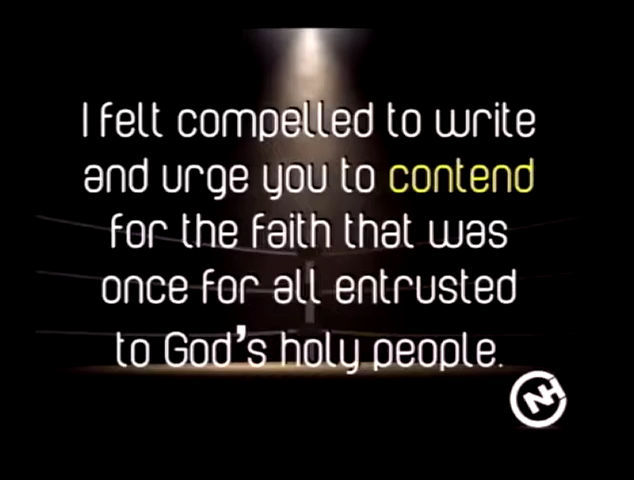 I felt compelled to write
and urge you to contend
for the faith that was
once for all entrusted
to God's holy people.
NH